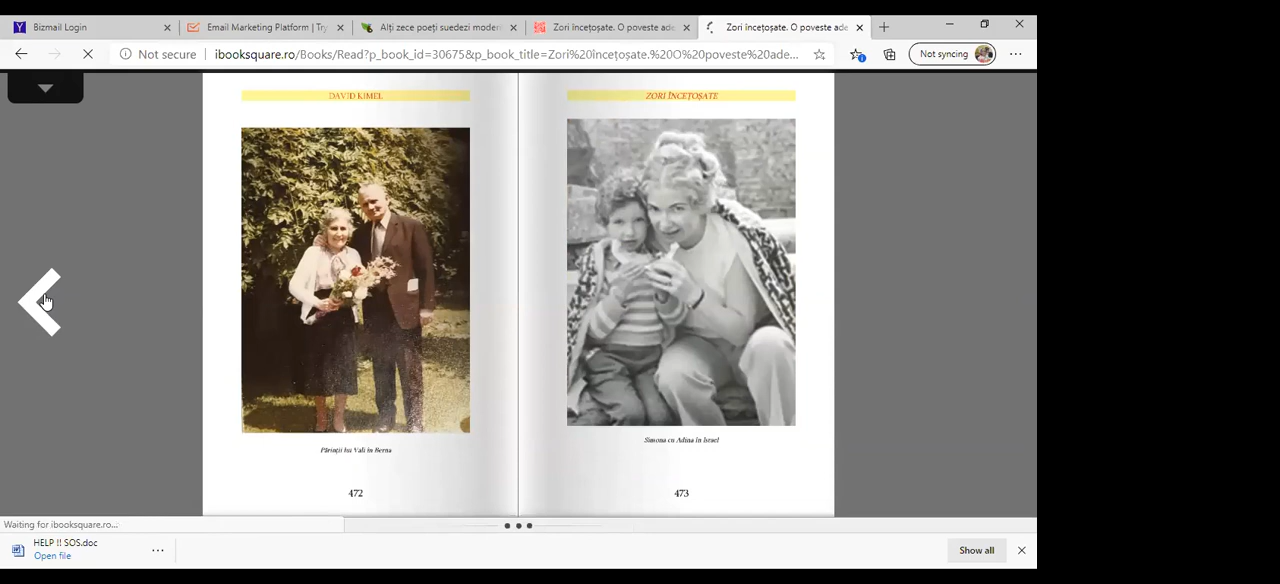 Bizmail Login
Email Marketing Platform | Try
Alți zece poeți suedezi modern
Zori încețoșate. O poveste ade
Zori încețoșate. O poveste ade
Not secure
ibooksquare.ro/Books/Read?p_book_id=30675&p_book_title=Zori%20încețoșate.%20O%20poveste%20ade...
Not syncing
DAVID KIMEL
ZORI ÎNCEȚOȘATE
Părinții lui Vali în Berna
Simona cu Adina în Israel
472
473
Waiting for ibooksquare.ro...
HELP !! SOS.doc
Open file
Show all